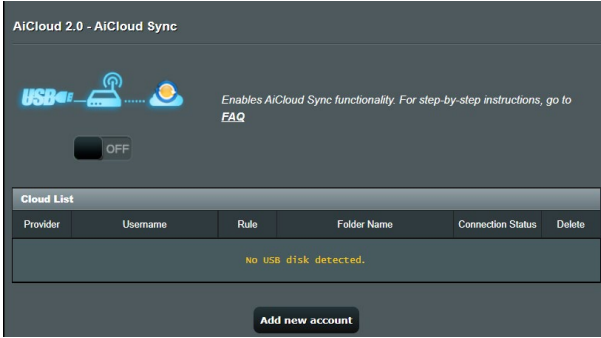 AiCloud 2.0 - AiCloud Sync
USB
Enables AiCloud Sync functionality. For step-by-step instructions, go to
FAQ
OFF
Cloud List
Provider Username Rule Folder Name Connection Status Delete
No USB disk detected.
Add new account